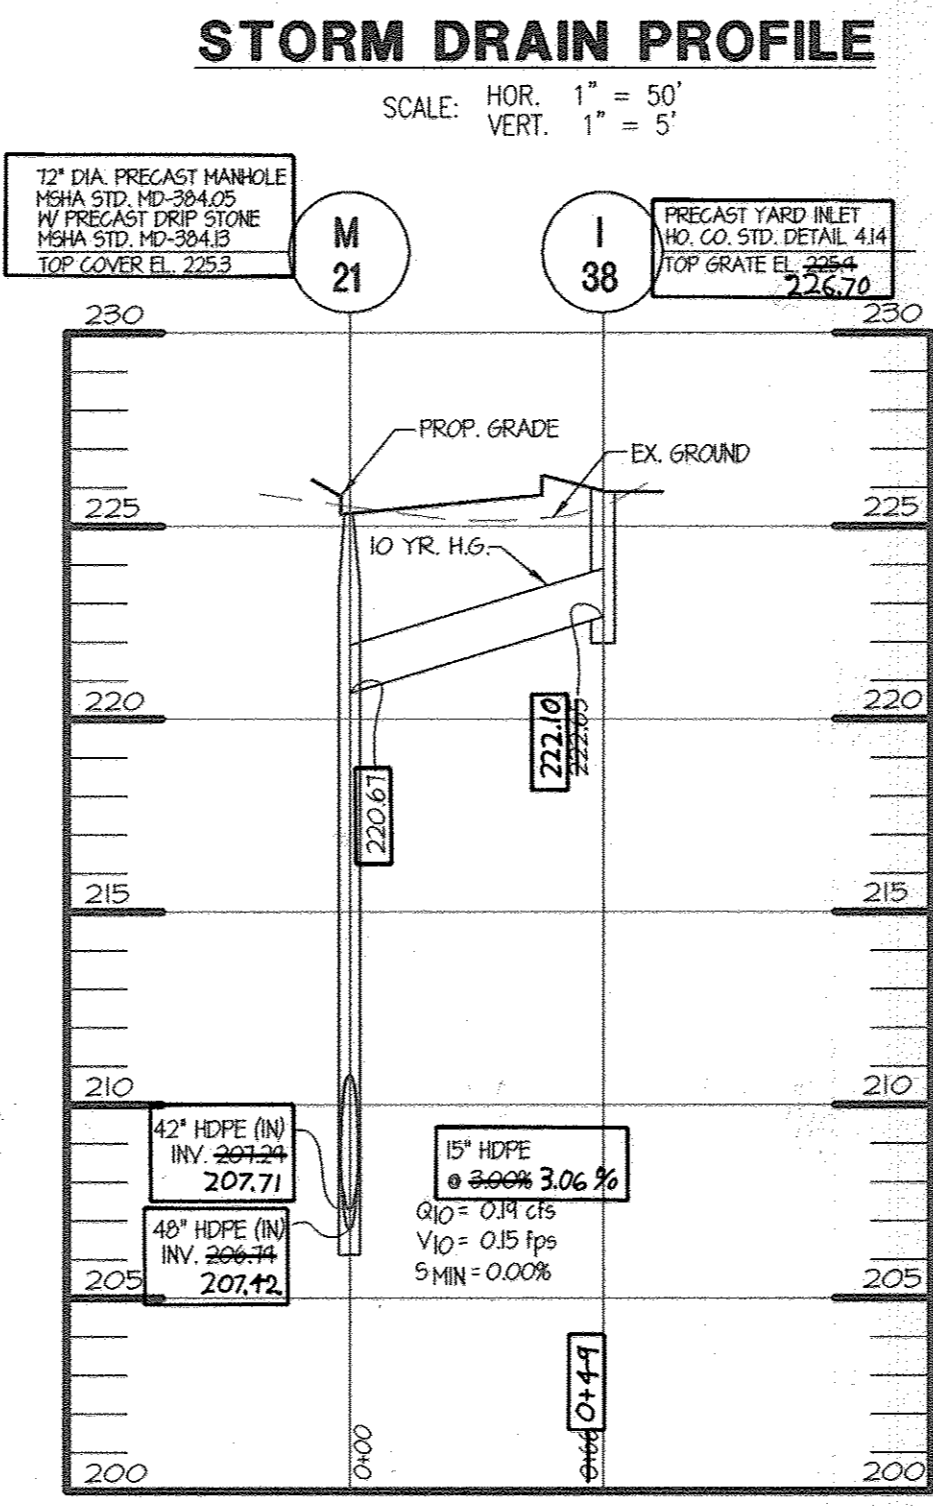 STORM DRAIN PROFILE
SCALE: HOR. 1" = 50'
VERT. 1" = 5'
72" DIA. PRECAST MANHOLE
MSHA STD. MD-384.05
W/ PRECAST DRIP STONE
MSHA STD. MD-384.13
TOP COVER EL. 225.3
M
21
I
38
PRECAST YARD INLET
HO. CO. STD. DETAIL 4.14
TOP GRATE EL. 225.4
226.70
230
230
PROP. GRADE
EX. GROUND
225
225
10 YR. H.G.
220
220
222.10
222.65
220.67
215
215
210
210
42" HDPE (IN)
INV. 207.29
207.71
15" HDPE
@ 3.00% 3.06 %
Q10 = 0.19 cfs
V10 = 0.15 fps
S MIN = 0.00%
48" HDPE (IN)
INV. 206.74
207.42
205
205
0+00
0+49
200
200